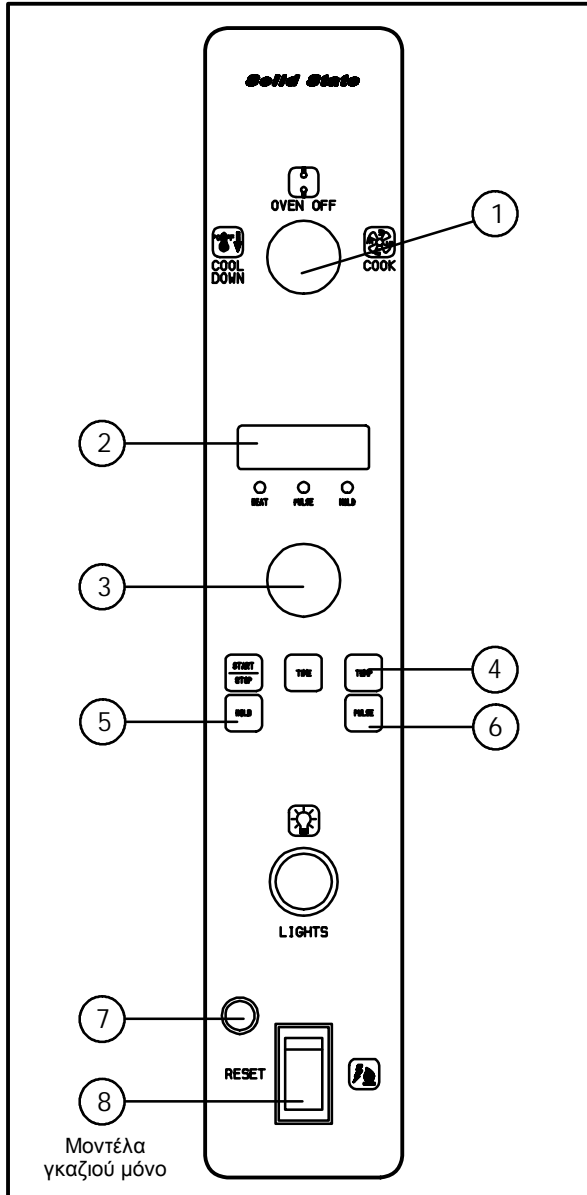 Solid State
OVEN OFF
1
COOL
DOWN
COOK
2
HEAT PULSE HOLD
3
START
STOP
TIME
TEMP
4
5
HOLD
PULSE
6
LIGHTS
7
RESET
8
Μοντέλα
γκαζιού μόνο